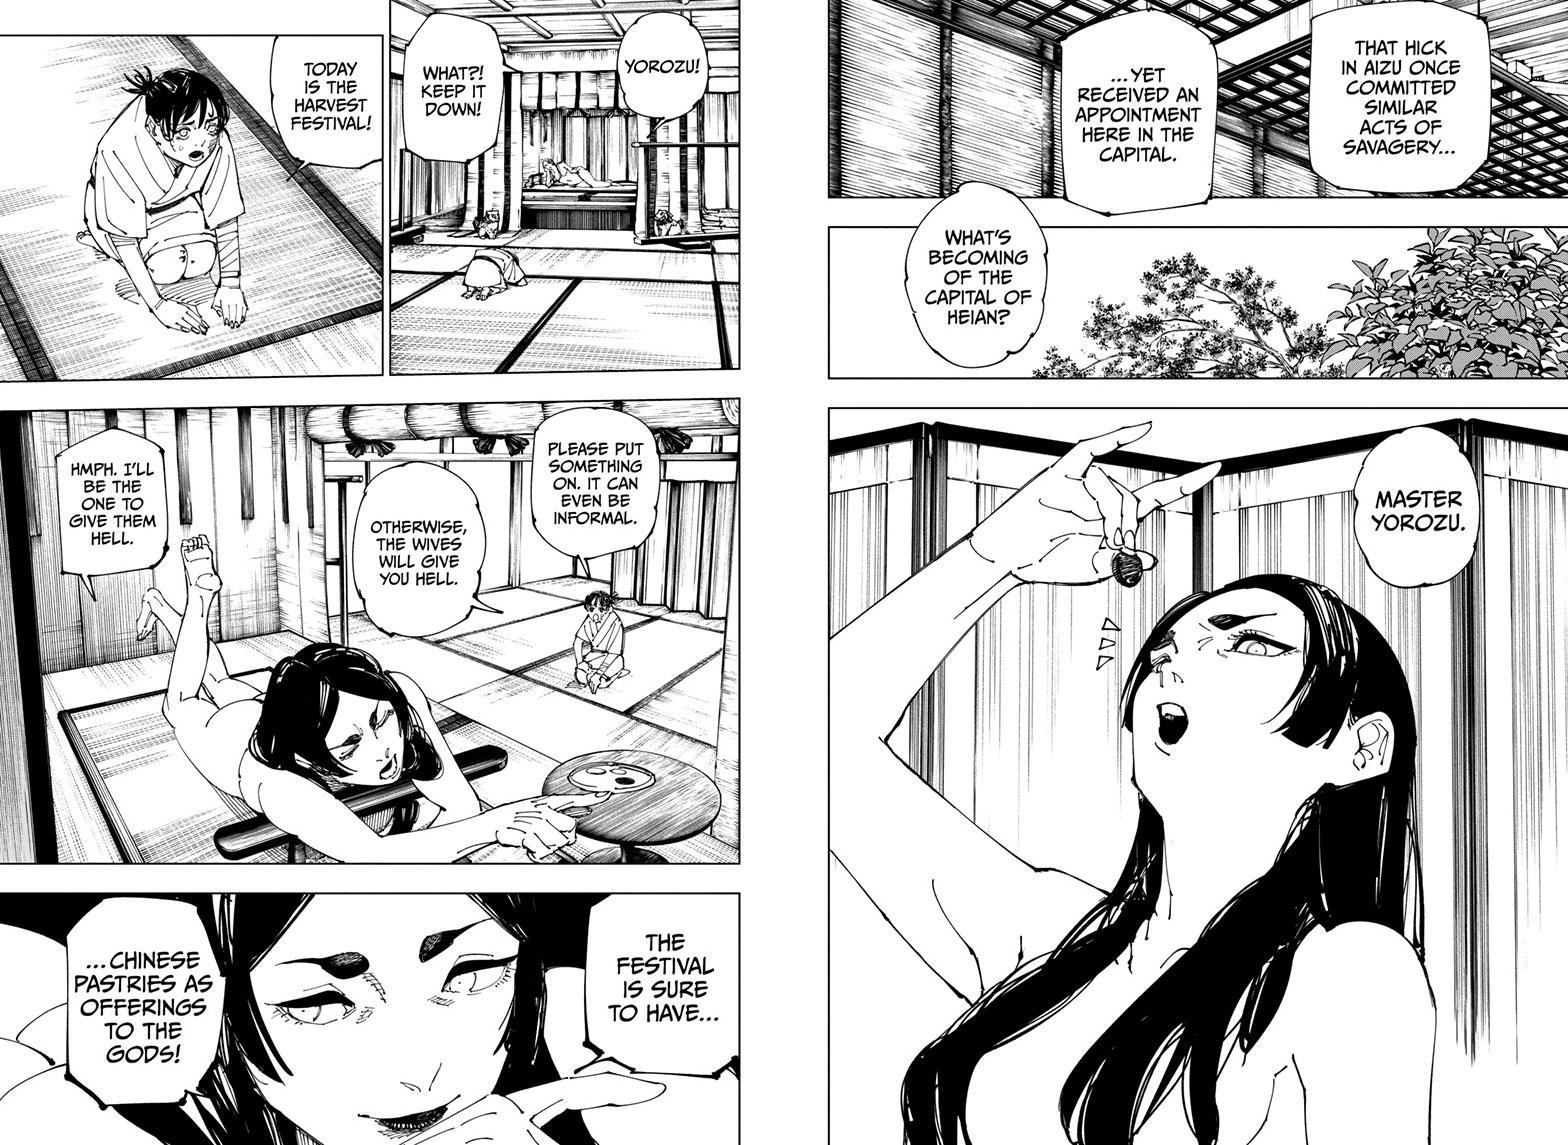 THAT HICK
IN AIZU ONCE
COMMITTED
SIMILAR
ACTS OF
SAVAGERY...
...YET
RECEIVED AN
APPOINTMENT
HERE IN THE
CAPITAL.
WHAT'S
BECOMING
OF THE
CAPITAL OF
HEIAN?
MASTER
YOROZU.
YOROZU!
WHAT?!
KEEP IT
DOWN!
TODAY
IS THE
HARVEST
FESTIVAL!
PLEASE PUT
SOMETHING
ON. IT CAN
EVEN BE
INFORMAL.
OTHERWISE,
THE WIVES
WILL GIVE
YOU HELL.
HMPH. I'LL
BE THE
ONE TO
GIVE THEM
HELL.
THE
FESTIVAL
IS SURE
TO HAVE...
...CHINESE
PASTRIES AS
OFFERINGS
TO THE
GODS!